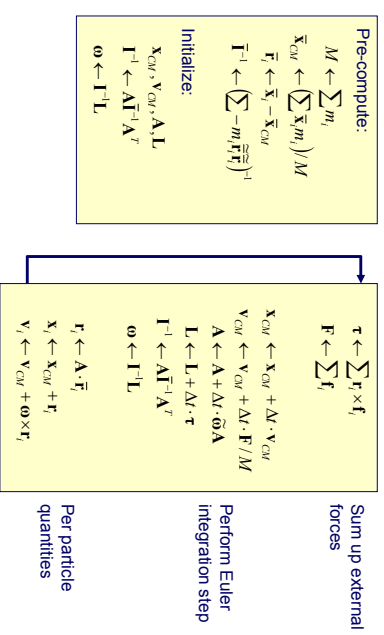 Pre-compute:
M ← ∑ m_i
x̄_CM ← (∑ x̄_i m_i)/M
r̄_i ← x̄_i − x̄_CM
Ī⁻¹ ← (∑ −m_i r̄̃_i r̄̃_i)⁻¹
Initialize:
x_CM, v_CM, A, L
I⁻¹ ← AĪ⁻¹Aᵀ
ω ← I⁻¹L
τ ← ∑ r_i × f_i
F ← ∑ f_i
Sum up external
forces
x_CM ← x_CM + Δt · v_CM
v_CM ← v_CM + Δt · F / M
A ← A + Δt · ω̃A
L ← L + Δt · τ
I⁻¹ ← AĪ⁻¹Aᵀ
ω ← I⁻¹L
Perform Euler
integration step
r_i ← A · r̄_i
x_i ← x_CM + r_i
v_i ← v_CM + ω × r_i
Per particle
quantities